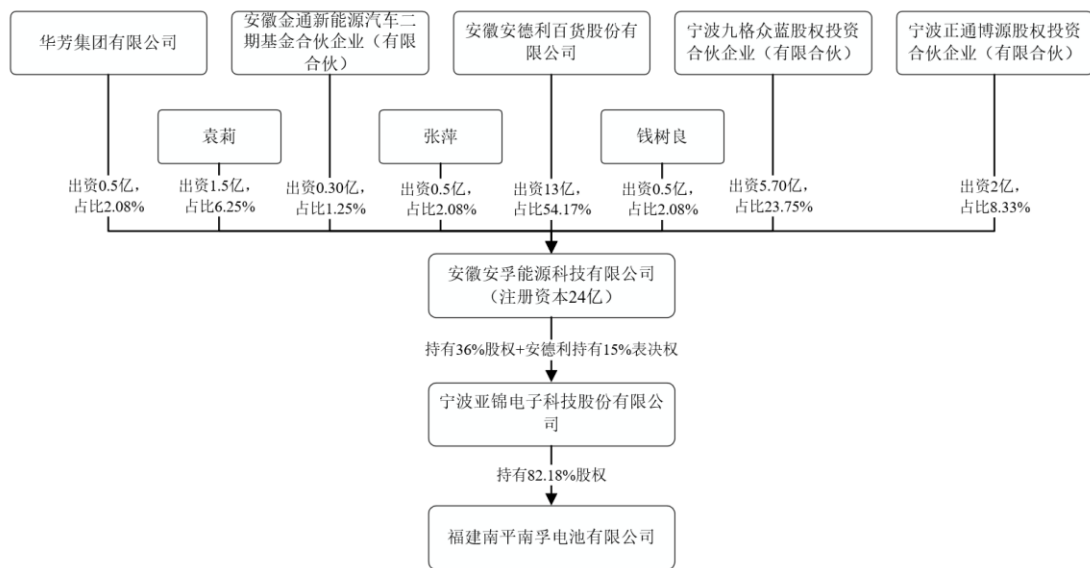 华芳集团有限公司
安徽金通新能源汽车二
期基金合伙企业（有限
合伙）
安徽安德利百货股份有
限公司
宁波九格众蓝股权投资
合伙企业（有限合伙）
宁波正通博源股权投资
合伙企业（有限合伙）
袁莉
张萍
钱树良
出资0.5亿，
占比2.08%
出资1.5亿，
占比6.25%
出资0.30亿，
占比1.25%
出资0.5亿，
占比2.08%
出资13亿，
占比54.17%
出资0.5亿，
占比2.08%
出资5.70亿，
占比23.75%
出资2亿，
占比8.33%
安徽安孚能源科技有限公司
（注册资本24亿）
持有36%股权+安德利持有15%表决权
宁波亚锦电子科技股份有限公
司
持有82.18%股权
福建南平南孚电池有限公司